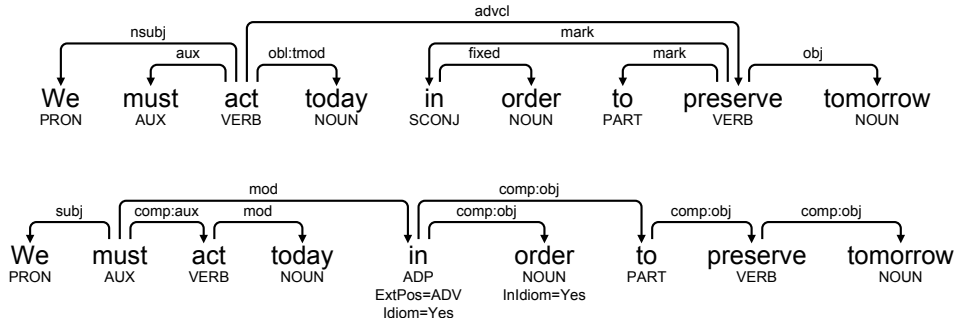 advcl
nsubj mark
aux obl:tmod fixed mark obj
We must act today in order to preserve tomorrow
PRON AUX VERB NOUN SCONJ NOUN PART VERB NOUN
mod comp:obj
subj comp:aux mod comp:obj comp:obj comp:obj
We must act today in order to preserve tomorrow
PRON AUX VERB NOUN ADP NOUN PART VERB NOUN
ExtPos=ADV InIdiom=Yes
Idiom=Yes